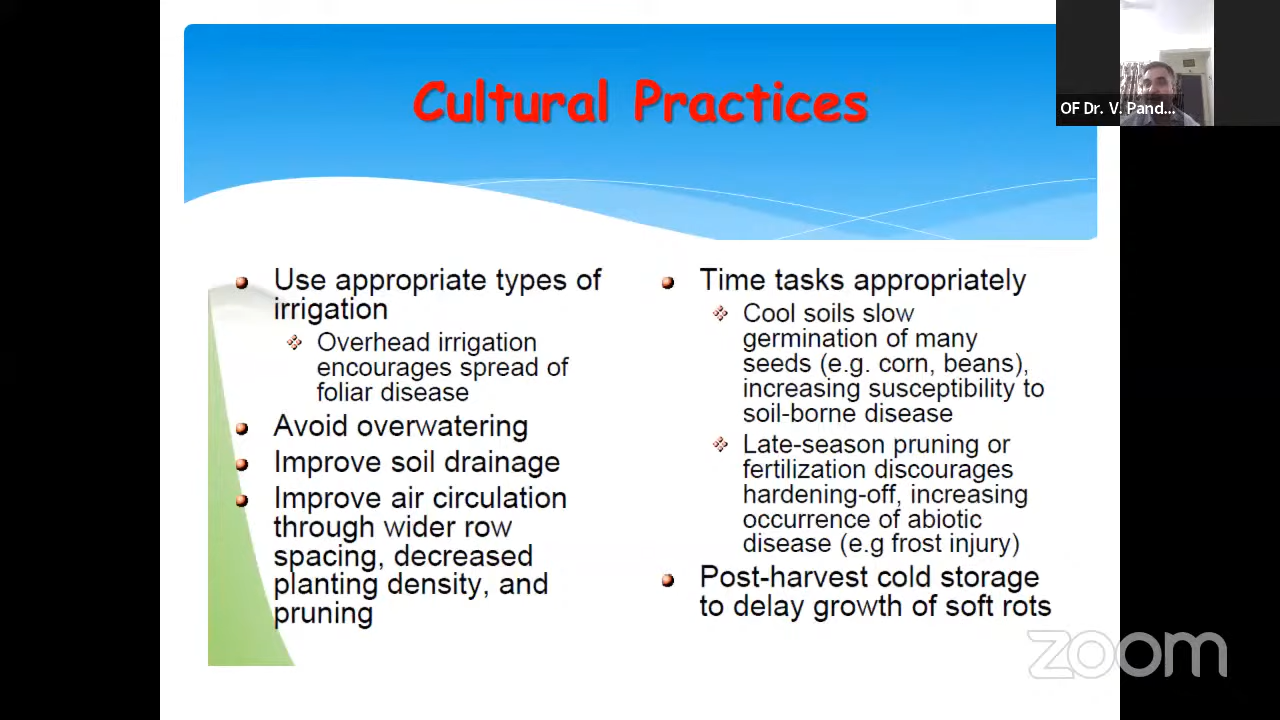 Cultural Practices
OF Dr. V. Pand...
Use appropriate types of
irrigation
Overhead irrigation
encourages spread of
foliar disease
Avoid overwatering
Improve soil drainage
Improve air circulation
through wider row
spacing, decreased
planting density, and
pruning
Time tasks appropriately
Cool soils slow
germination of many
seeds (e.g. corn, beans),
increasing susceptibility to
soil-borne disease
Late-season pruning or
fertilization discourages
hardening-off, increasing
occurrence of abiotic
disease (e.g frost injury)
Post-harvest cold storage
to delay growth of soft rots
zoom